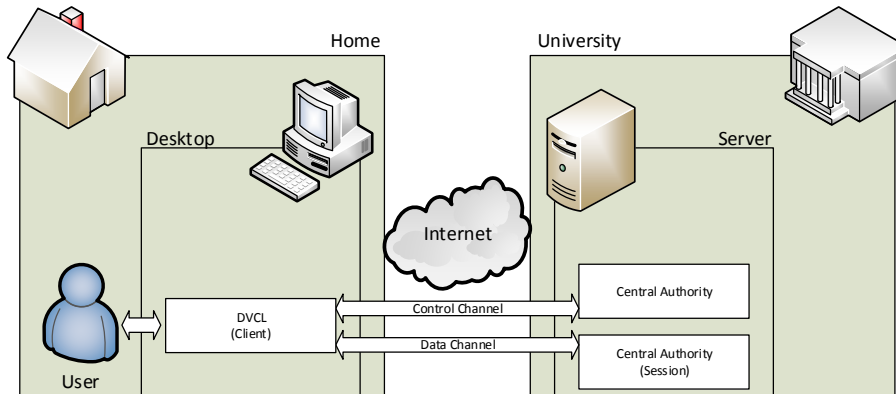 Home
University
Desktop
Server
Internet
Central Authority
Control Channel
DVCL
(Client)
Data Channel
Central Authority
(Session)
User